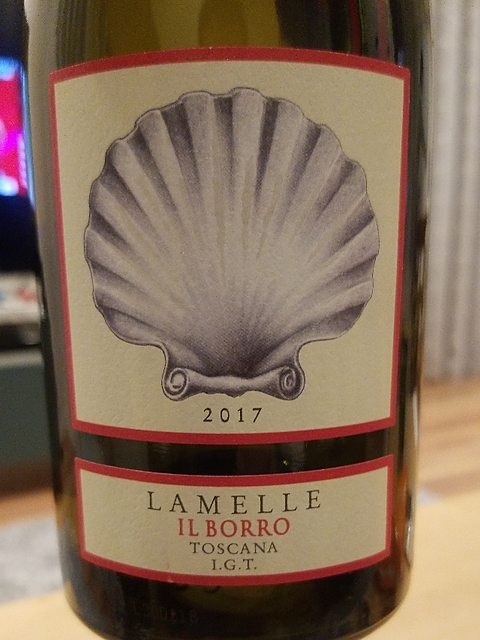 2017
LAMELLE
IL BORRO
TOSCANA
I.G.T.